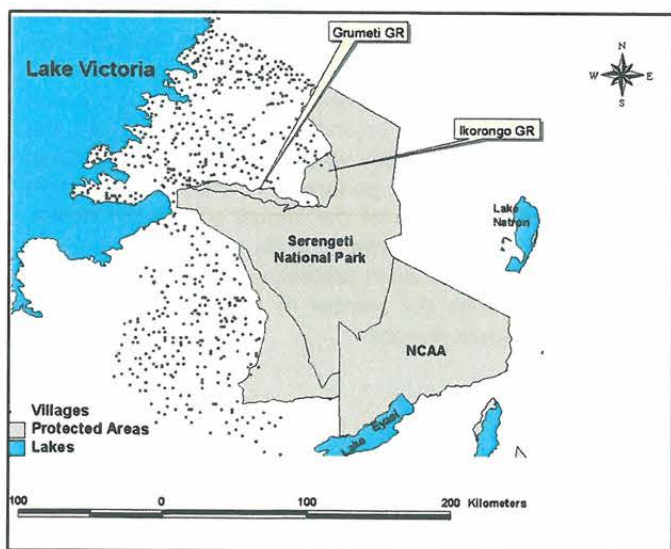 Grumeti GR
Lake Victoria
N
W
E
S
Ikorongo GR
Lake
Natron
Serengeti
National Park
NCAA
Lake Eyasi
Villages
Protected Areas
Lakes
100
0
100
200
Kilometers